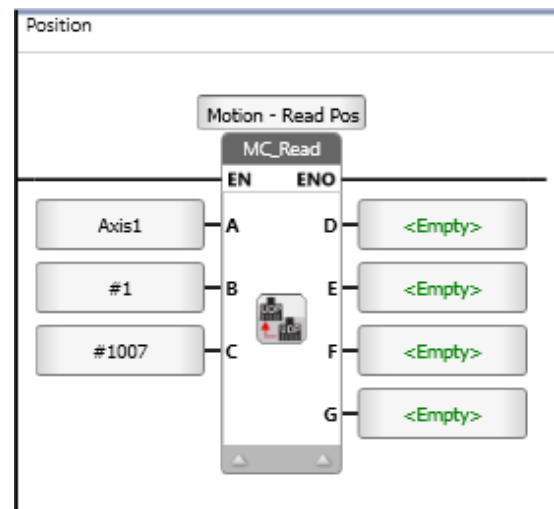 Position
Motion - Read Pos
MC_Read
EN ENO
Axis1 A D <Empty>
#1 B E <Empty>
#1007 C F <Empty>
G <Empty>